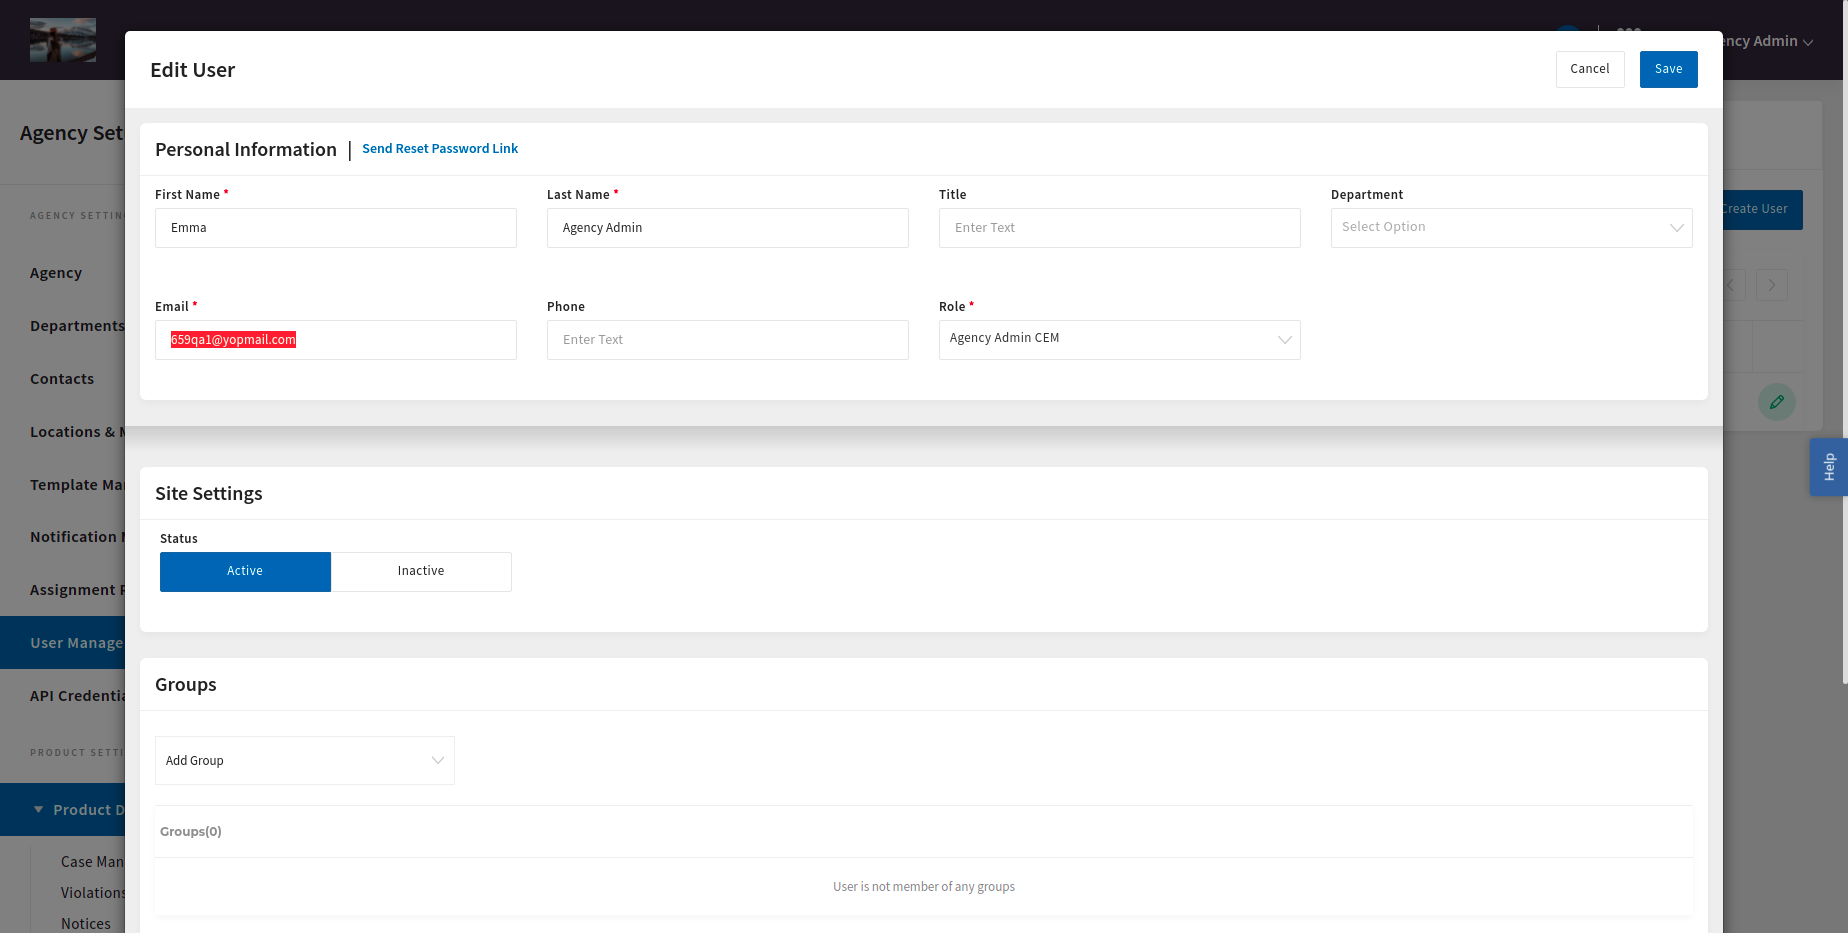 ency Admin
Edit User
Cancel
Save
Agency Set
Personal Information | Send Reset Password Link
First Name *
Last Name *
Title
Department
AGENCY SETTIN
Emma
Agency Admin
Enter Text
Select Option
Create User
Agency
Email *
Phone
Role *
Departments
659qa1@yopmail.com
Enter Text
Agency Admin CEM
Contacts
Locations & M
Help
Template Ma
Site Settings
Notification M
Status
Active
Inactive
Assignment R
User Manage
Groups
API Credentia
PRODUCT SETTI
Add Group
Product D
Groups(0)
Case Man
User is not member of any groups
Violations
Notices